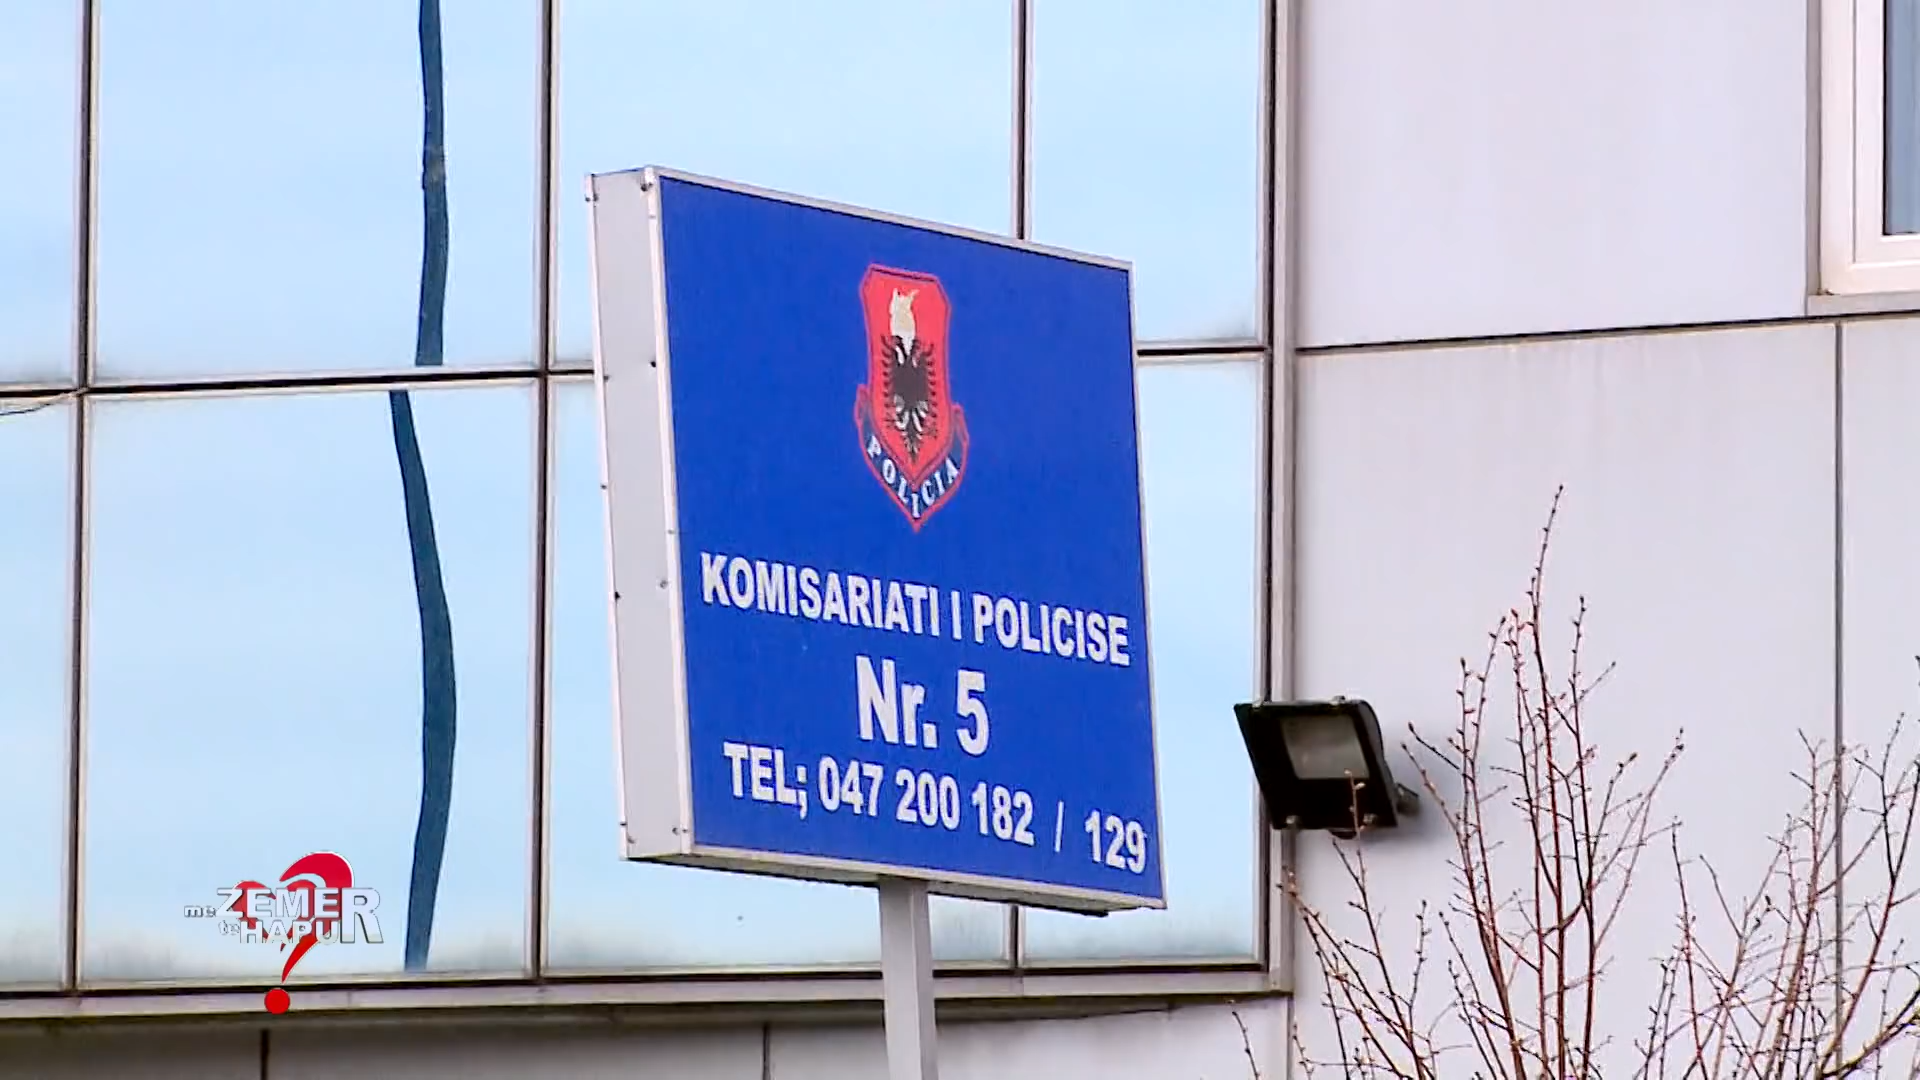 POLICIA
KOMISARIATI I POLICISE
Nr. 5
TEL; 047 200 182 / 129
me ZEMER
te HAPUR